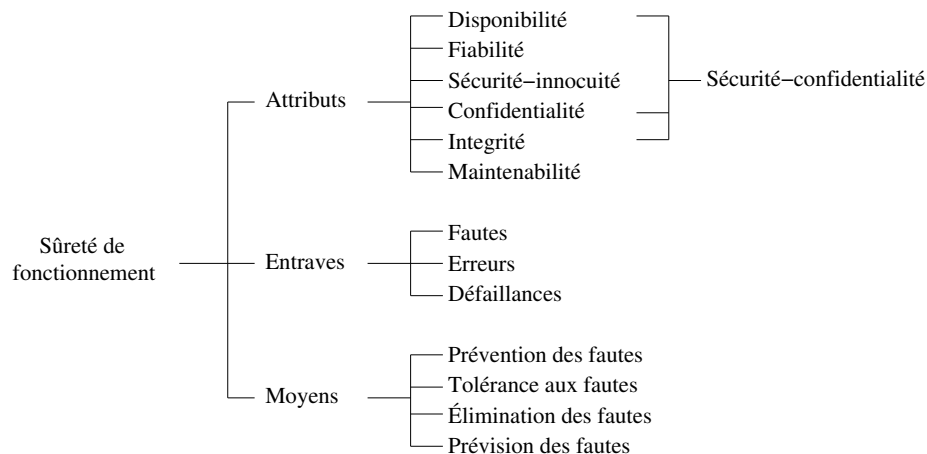 Disponibilité
Fiabilité
Sécurité−innocuité
Sécurité−confidentialité
Attributs
Confidentialité
Integrité
Maintenabilité
Sûreté de
fonctionnement
Entraves
Fautes
Erreurs
Défaillances
Moyens
Prévention des fautes
Tolérance aux fautes
Élimination des fautes
Prévision des fautes